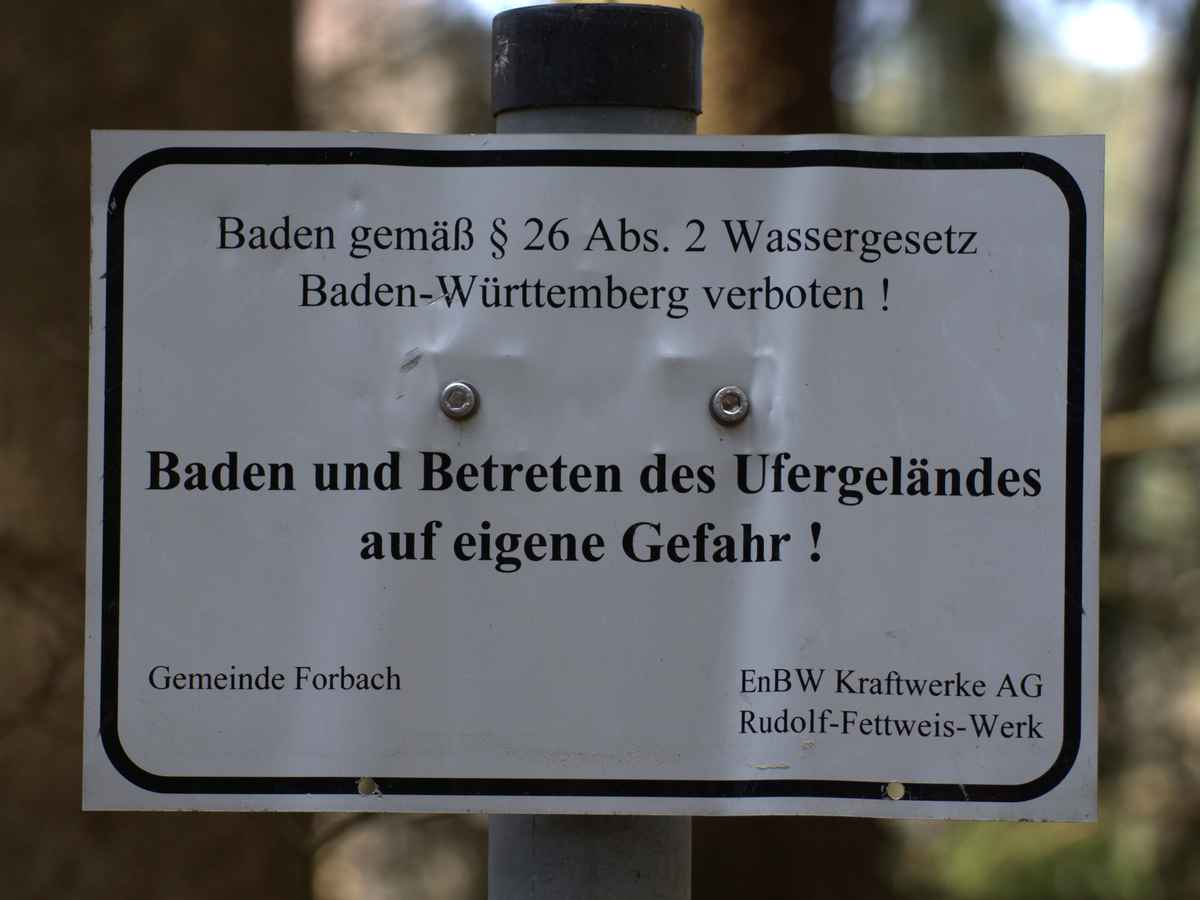 Baden gemäß § 26 Abs. 2 Wassergesetz
Baden-Württemberg verboten !
Baden und Betreten des Ufergeländes
auf eigene Gefahr !
Gemeinde Forbach
EnBW Kraftwerke AG
Rudolf-Fettweis-Werk